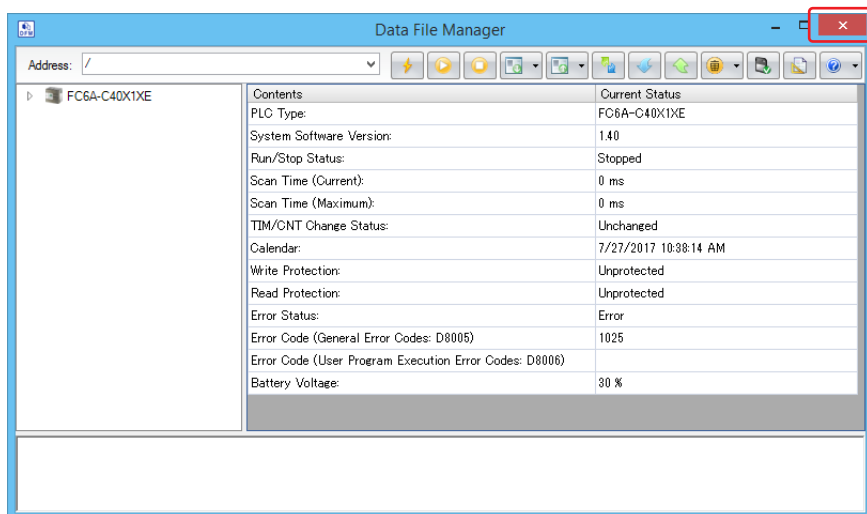 DFM
Data File Manager
Address: /
FC6A-C40X1XE
Contents Current Status
PLC Type: FC6A-C40X1XE
System Software Version: 1.40
Run/Stop Status: Stopped
Scan Time (Current): 0 ms
Scan Time (Maximum): 0 ms
TIM/CNT Change Status: Unchanged
Calendar: 7/27/2017 10:38:14 AM
Write Protection: Unprotected
Read Protection: Unprotected
Error Status: Error
Error Code (General Error Codes: D8005) 1025
Error Code (User Program Execution Error Codes: D8006)
Battery Voltage: 30 %